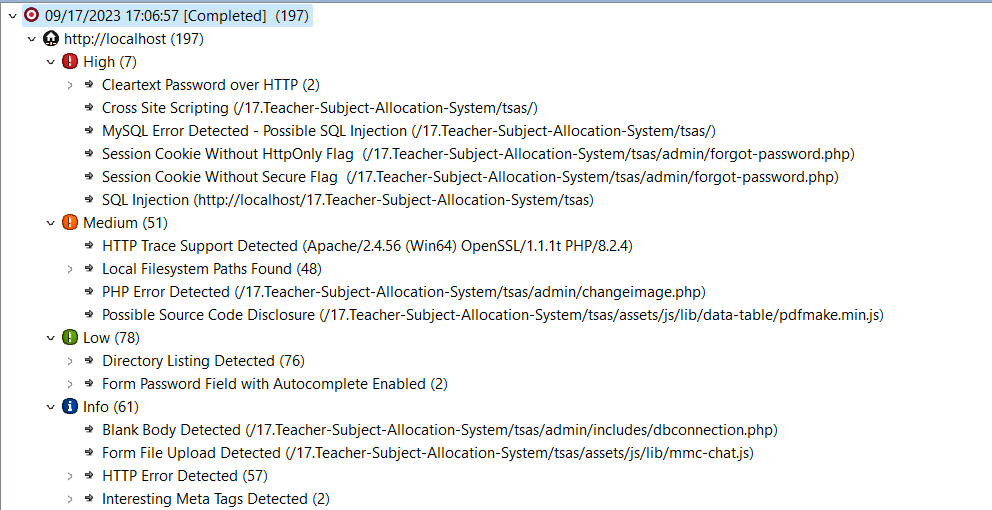 09/17/2023 17:06:57 [Completed] (197)
http://localhost (197)
High (7)
Cleartext Password over HTTP (2)
Cross Site Scripting (/17.Teacher-Subject-Allocation-System/tsas/)
MySQL Error Detected - Possible SQL Injection (/17.Teacher-Subject-Allocation-System/tsas/)
Session Cookie Without HttpOnly Flag (/17.Teacher-Subject-Allocation-System/tsas/admin/forgot-password.php)
Session Cookie Without Secure Flag (/17.Teacher-Subject-Allocation-System/tsas/admin/forgot-password.php)
SQL Injection (http://localhost/17.Teacher-Subject-Allocation-System/tsas)
Medium (51)
HTTP Trace Support Detected (Apache/2.4.56 (Win64) OpenSSL/1.1.1t PHP/8.2.4)
Local Filesystem Paths Found (48)
PHP Error Detected (/17.Teacher-Subject-Allocation-System/tsas/admin/changeimage.php)
Possible Source Code Disclosure (/17.Teacher-Subject-Allocation-System/tsas/assets/js/lib/data-table/pdfmake.min.js)
Low (78)
Directory Listing Detected (76)
Form Password Field with Autocomplete Enabled (2)
Info (61)
Blank Body Detected (/17.Teacher-Subject-Allocation-System/tsas/admin/includes/dbconnection.php)
Form File Upload Detected (/17.Teacher-Subject-Allocation-System/tsas/assets/js/lib/mmc-chat.js)
HTTP Error Detected (57)
Interesting Meta Tags Detected (2)